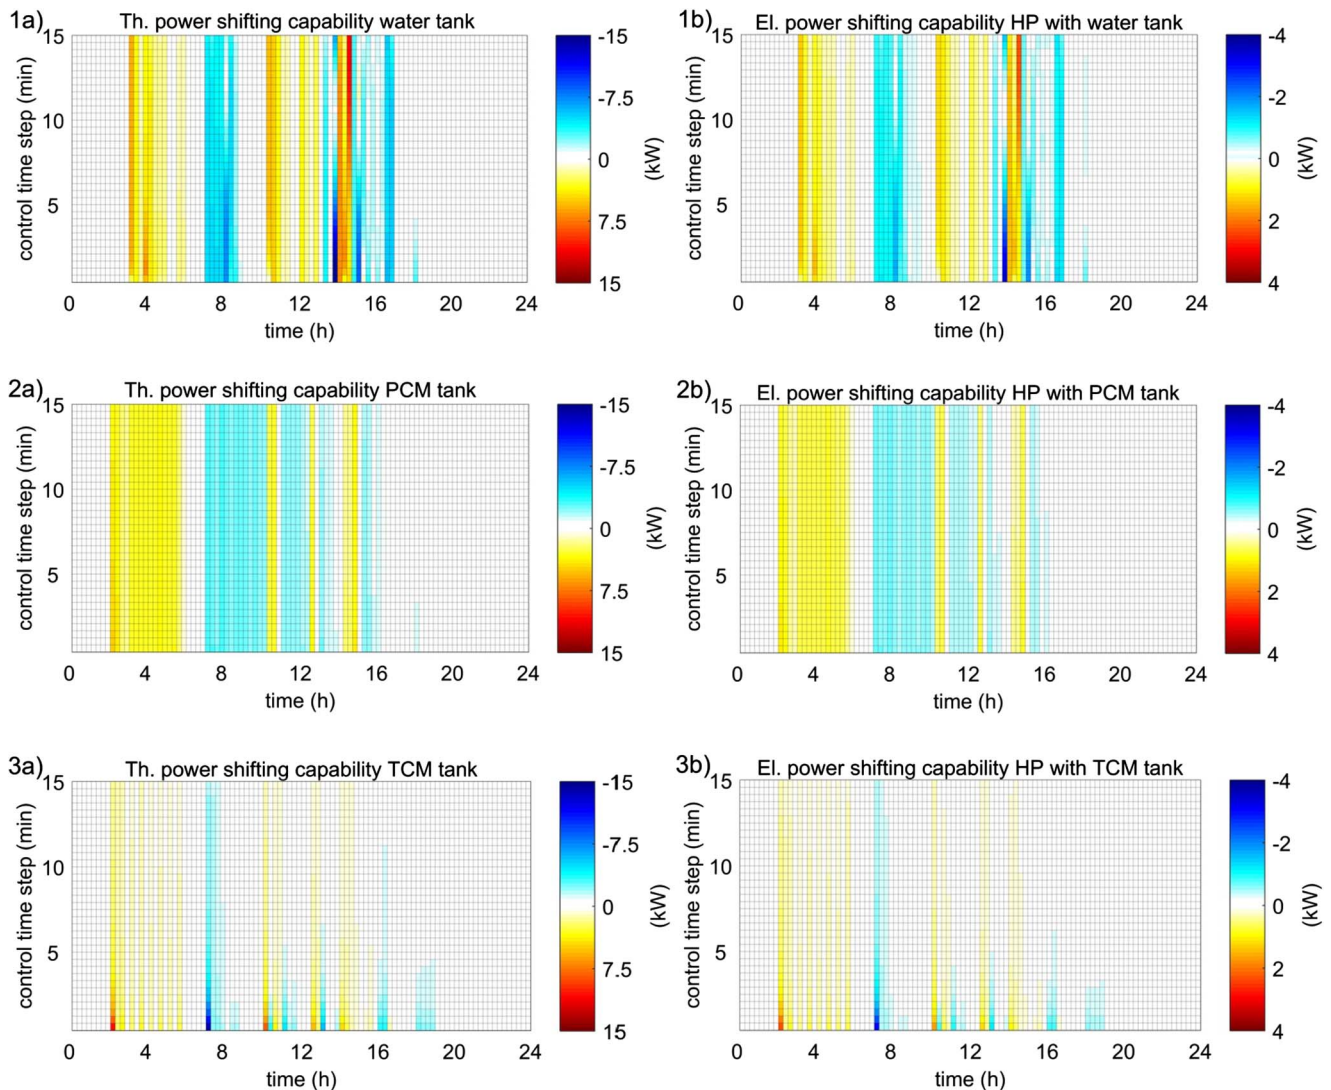 1a) Th. power shifting capability water tank
15
10
5
control time step (min)
0 4 8 12 16 20 24
time (h)
-15
-7.5
0
7.5
15
(kW)
1b) El. power shifting capability HP with water tank
15
10
5
control time step (min)
0 4 8 12 16 20 24
time (h)
-4
-2
0
2
4
(kW)
2a) Th. power shifting capability PCM tank
15
10
5
control time step (min)
0 4 8 12 16 20 24
time (h)
-15
-7.5
0
7.5
15
(kW)
2b) El. power shifting capability HP with PCM tank
15
10
5
control time step (min)
0 4 8 12 16 20 24
time (h)
-4
-2
0
2
4
(kW)
3a) Th. power shifting capability TCM tank
15
10
5
control time step (min)
0 4 8 12 16 20 24
time (h)
-15
-7.5
0
7.5
15
(kW)
3b) El. power shifting capability HP with TCM tank
15
10
5
control time step (min)
0 4 8 12 16 20 24
time (h)
-4
-2
0
2
4
(kW)